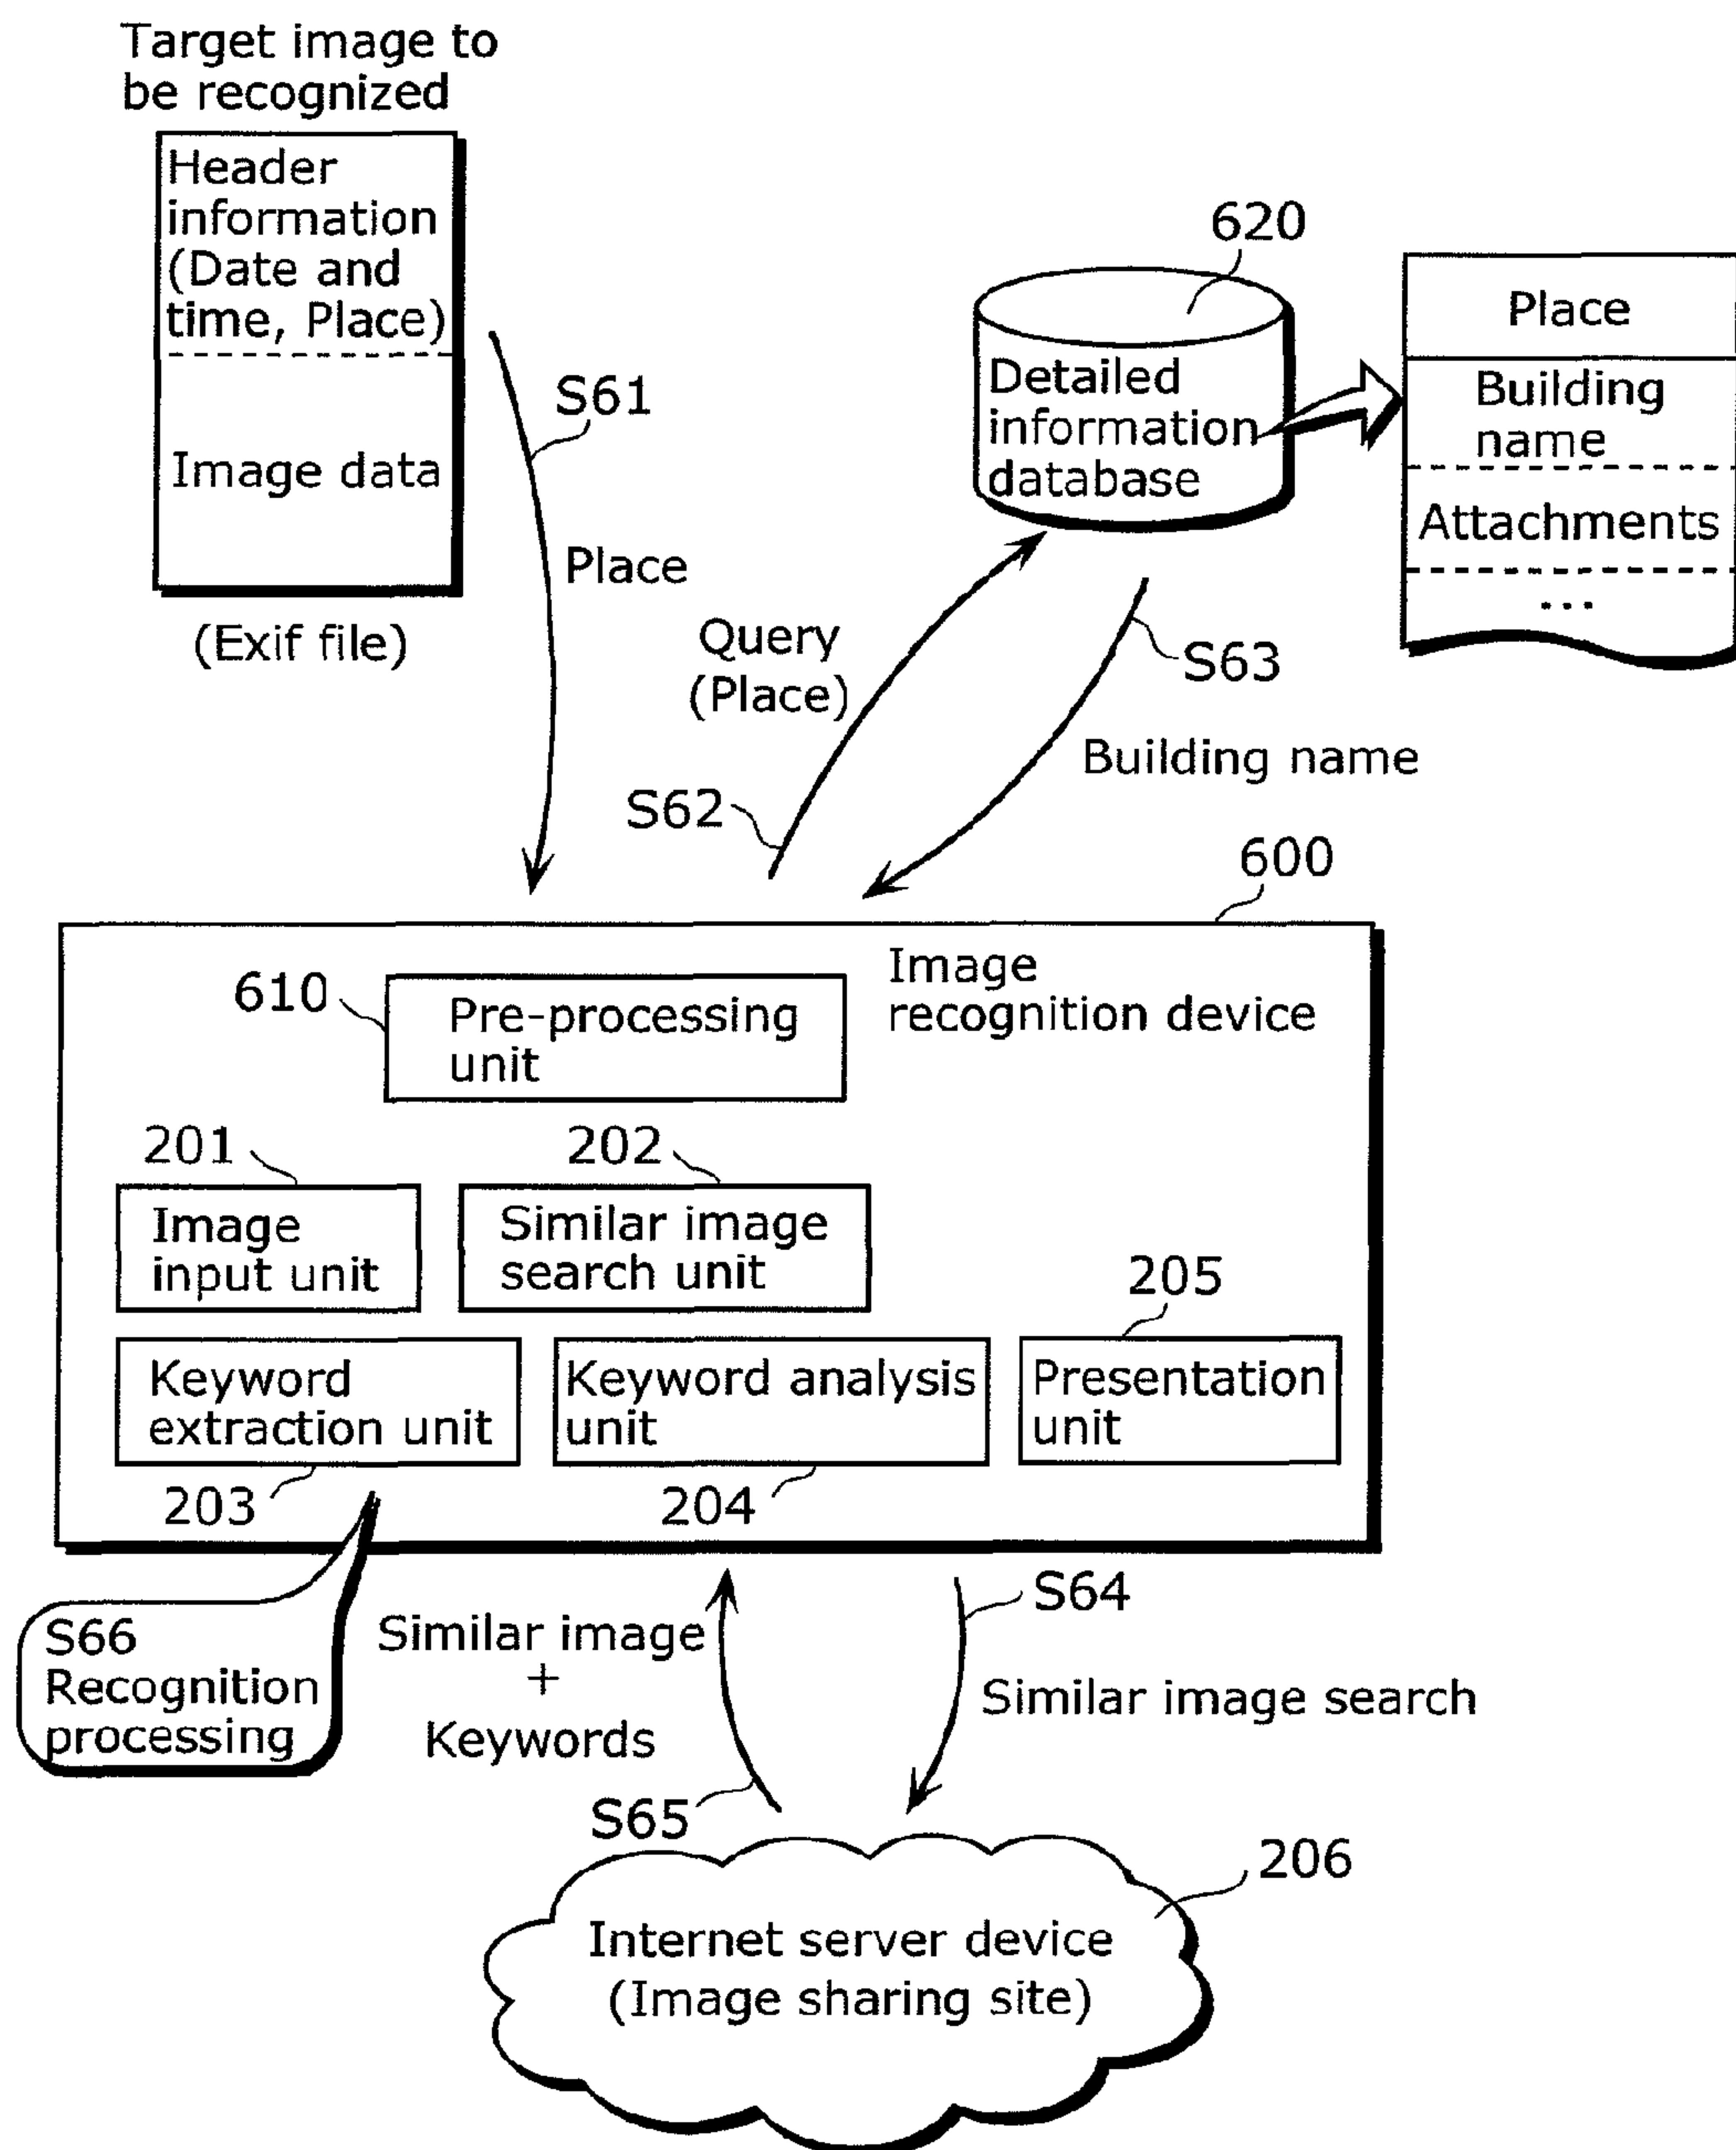 Target image to
be recognized
Header
information
(Date and
time, Place)
Image data
(Exif file)
S61
Place
620
Detailed
information
database
Place
Building
name
Attachments
...
Query
(Place)
S62
S63
Building name
600
Image
recognition device
610
Pre-processing
unit
201
Image
input unit
202
Similar image
search unit
203
Keyword
extraction unit
204
Keyword analysis
unit
205
Presentation
unit
S66
Recognition
processing
Similar image
+
Keywords
S65
S64
Similar image search
206
Internet server device
(Image sharing site)